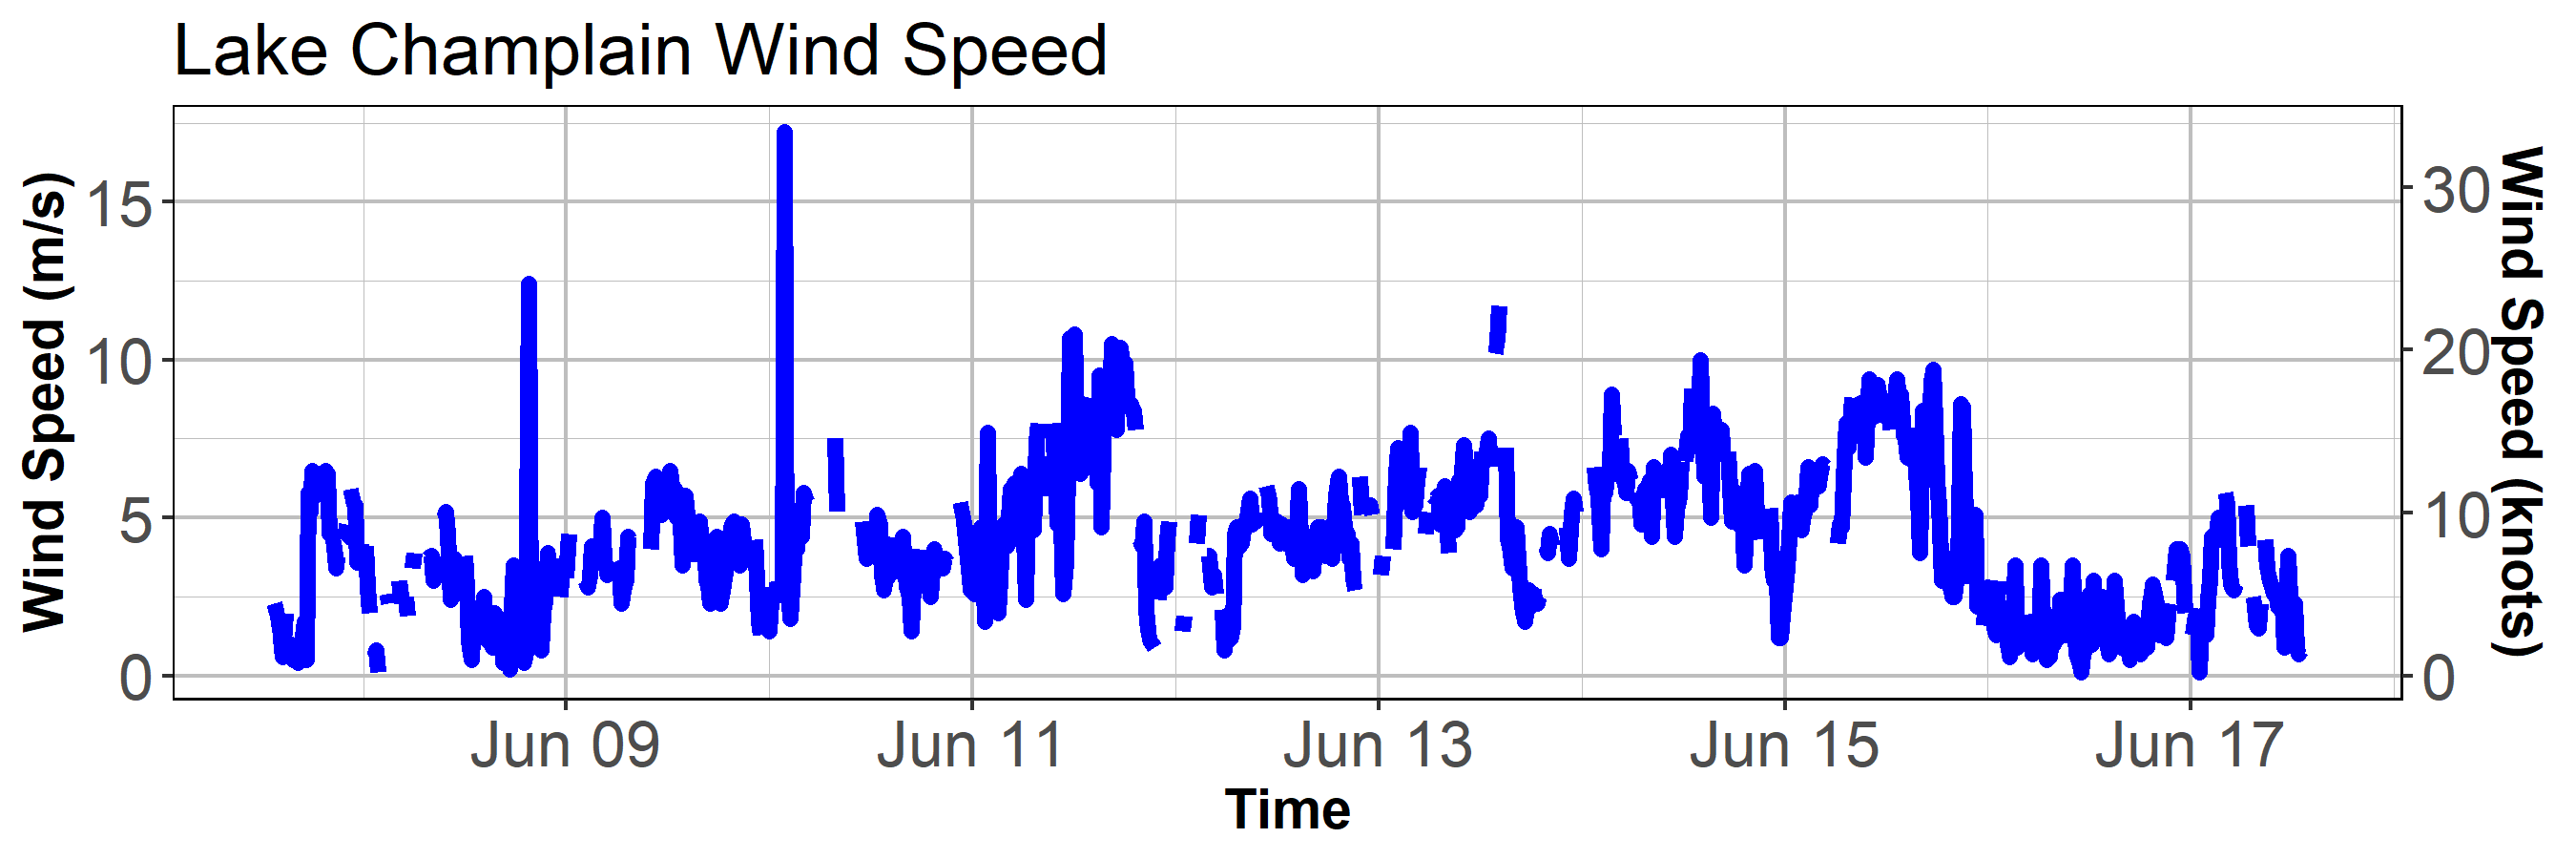 Lake Champlain Wind Speed
Wind Speed (m/s)
15
10
5
0
30
20
10
0
Wind Speed (knots)
Jun 09 Jun 11 Jun 13 Jun 15 Jun 17
Time